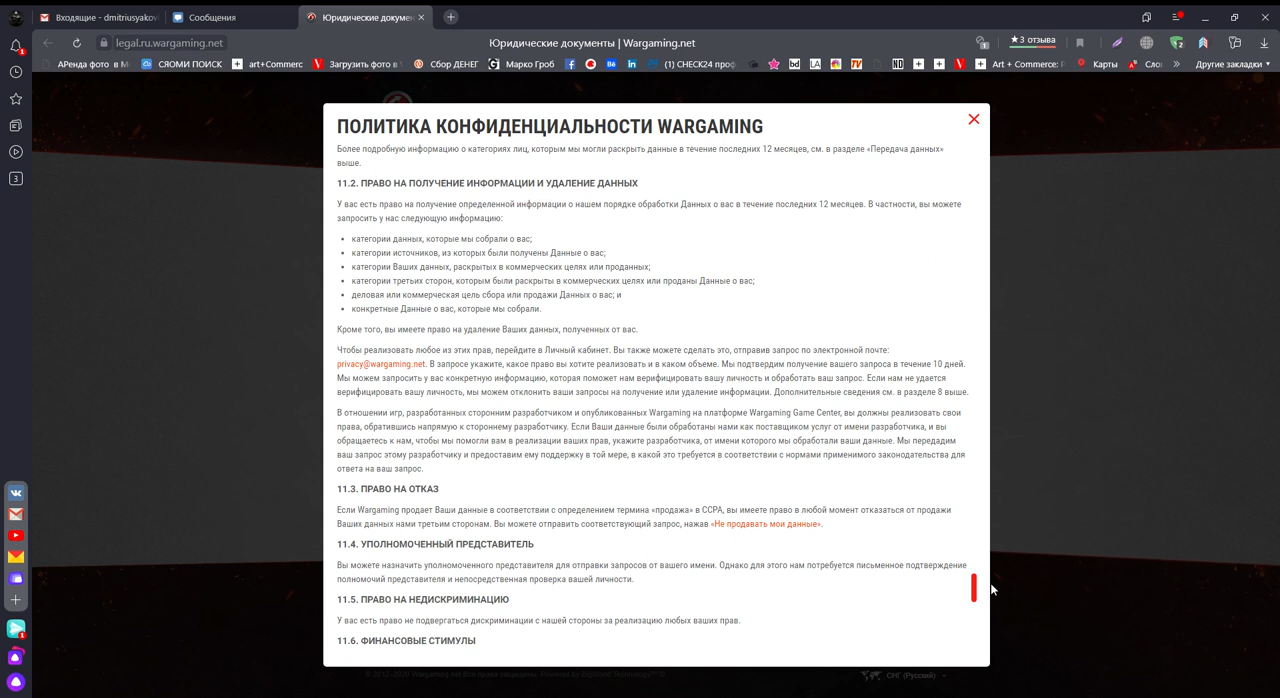 Входящие - dmitriusyakov
Сообщения
Юридические докумен
legal.ru.wargaming.net
Юридические документы | Wargaming.net
★3 отзыва
АРенда фото в М
СЯОМИ ПОИСК
art+Commerc
Загрузить фото в
Сбор ДЕНЕГ
Марко Гроб
(1) СНЕСК24 проф
Art + Commerce: P
Карты
Сло
Другие закладки
ПОЛИТИКА КОНФИДЕНЦИАЛЬНОСТИ WARGAMING
Более подробную информацию о категориях лиц, которым мы могли раскрыть данные в течение последних 12 месяцев, см. в разделе «Передача данных»
выше.
11.2. ПРАВО НА ПОЛУЧЕНИЕ ИНФОРМАЦИИ И УДАЛЕНИЕ ДАННЫХ
У вас есть право на получение определенной информации о нашем порядке обработки Данных о вас в течение последних 12 месяцев. В частности, вы можете
запросить у нас следующую информацию:
• категории данных, которые мы собрали о вас;
• категории источников, из которых были получены Данные о вас;
• категории Ваших данных, раскрытых в коммерческих целях или проданных;
• категории третьих сторон, которым были раскрыты в коммерческих целях или проданы Данные о вас;
• деловая или коммерческая цель сбора или продажи Данных о вас; и
• конкретные Данные о вас, которые мы собрали.
Кроме того, вы имеете право на удаление Ваших данных, полученных от вас.
Чтобы реализовать любое из этих прав, перейдите в Личный кабинет. Вы также можете сделать это, отправив запрос по электронной почте:
privacy@wargaming.net. В запросе укажите, какое право вы хотите реализовать и в каком объеме. Мы подтвердим получение вашего запроса в течение 10 дней.
Мы можем запросить у вас конкретную информацию, которая поможет нам верифицировать вашу личность и обработать ваш запрос. Если нам не удается
верифицировать вашу личность, мы можем отклонить ваши запросы на получение или удаление информации. Дополнительные сведения см. в разделе 8 выше.
В отношении игр, разработанных сторонним разработчиком и опубликованных Wargaming на платформе Wargaming Game Center, вы должны реализовать свои
права, обратившись напрямую к стороннему разработчику. Если Ваши данные были обработаны нами как поставщиком услуг от имени разработчика, и вы
обращаетесь к нам, чтобы мы помогли вам в реализации ваших прав, укажите разработчика, от имени которого мы обработали ваши данные. Мы передадим
ваш запрос этому разработчику и предоставим ему поддержку в той мере, в какой это требуется в соответствии с нормами применимого законодательства для
ответа на ваш запрос.
11.3. ПРАВО НА ОТКАЗ
Если Wargaming продает Ваши данные в соответствии с определением термина «продажа» в CCPA, вы имеете право в любой момент отказаться от продажи
Ваших данных нами третьим сторонам. Вы можете отправить соответствующий запрос, нажав «Не продавать мои данные».
11.4. УПОЛНОМОЧЕННЫЙ ПРЕДСТАВИТЕЛЬ
Вы можете назначить уполномоченного представителя для отправки запросов от вашего имени. Однако для этого нам потребуется письменное подтверждение
полномочий представителя и непосредственная проверка вашей личности.
11.5. ПРАВО НА НЕДИСКРИМИНАЦИЮ
У вас есть право не подвергаться дискриминации с нашей стороны за реализацию любых ваших прав.
11.6. ФИНАНСОВЫЕ СТИМУЛЫ
СНГ (Русский)